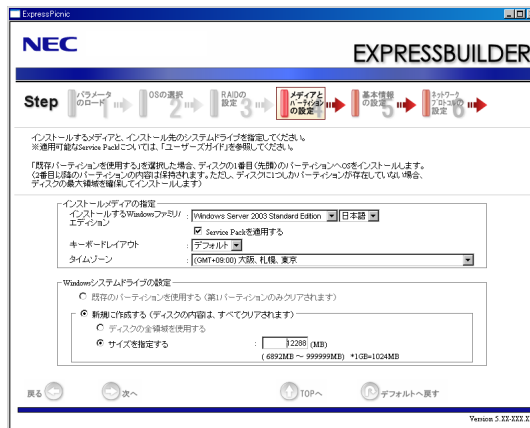 ExpressPicnic
NEC
EXPRESSBUILDER
Step
パラメータのロード 1
OSの選択 2
RAIDの設定 3
メディアとパーティションの設定 4
基本情報の設定 5
ネットワークプロトコルの設定 6
インストールするメディアと、インストール先のシステムドライブを指定してください。
※適用可能なService Packについては、「ユーザーズガイド」を参照してください。
「既存パーティションを使用する」を選択した場合、ディスクの1番目(先頭)のパーティションへOSをインストールします。
(2番目以降のパーティションの内容は保持されます。ただし、ディスクに1つしかパーティションが存在していない場合、
ディスクの最大領域を確保してインストールします)
インストールメディアの指定
インストールするWindowsファミリ/エディション : Windows Server 2003 Standard Edition 日本語
Service Packを適用する
キーボードレイアウト : デフォルト
タイムゾーン : (GMT+09:00) 大阪、札幌、東京
Windowsシステムドライブの設定
既存のパーティションを使用する (第1パーティションのみクリアされます)
新規に作成する (ディスクの内容は、すべてクリアされます)
ディスクの全領域を使用する
サイズを指定する : 12288 (MB)
( 6892MB ～ 999999MB) *1GB=1024MB
戻る
次へ
TOPへ
デフォルトへ戻す
Version 5.XX-XXX.X